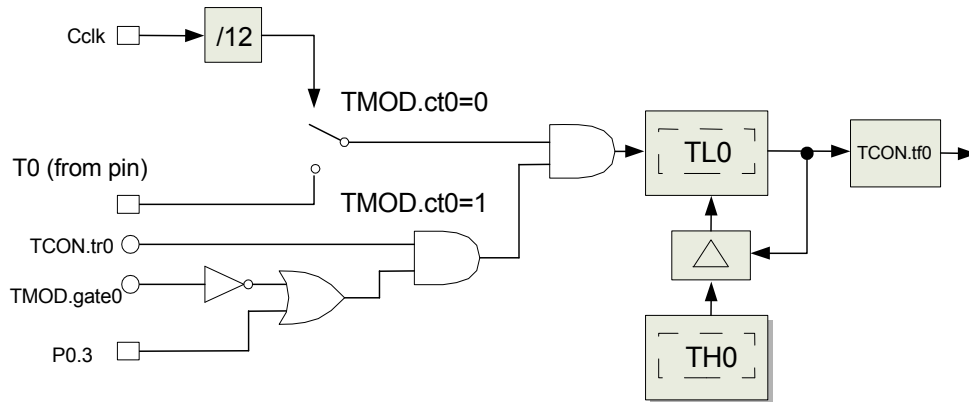 Cclk
/12
TMOD.ct0=0
T0 (from pin)
TMOD.ct0=1
TL0
TCON.tf0
TCON.tr0
TMOD.gate0
P0.3
TH0